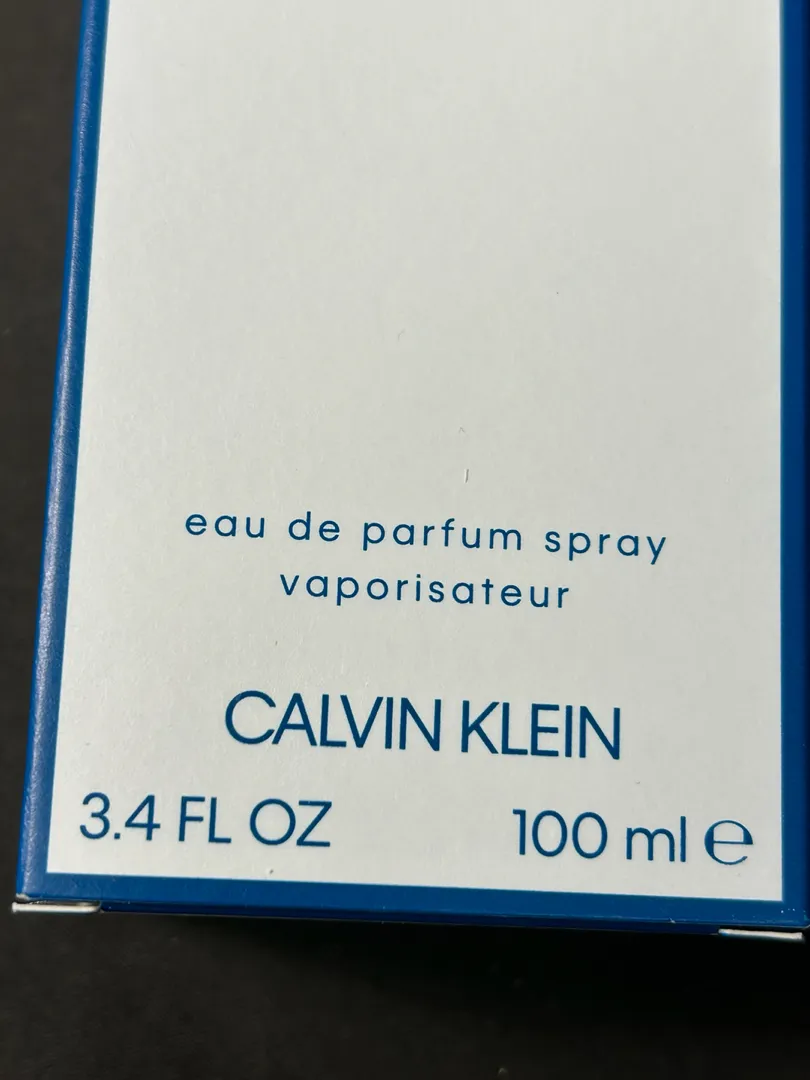 eau de parfum spray
vaporisateur
CALVIN KLEIN
3.4 FL OZ 100 ml ℮